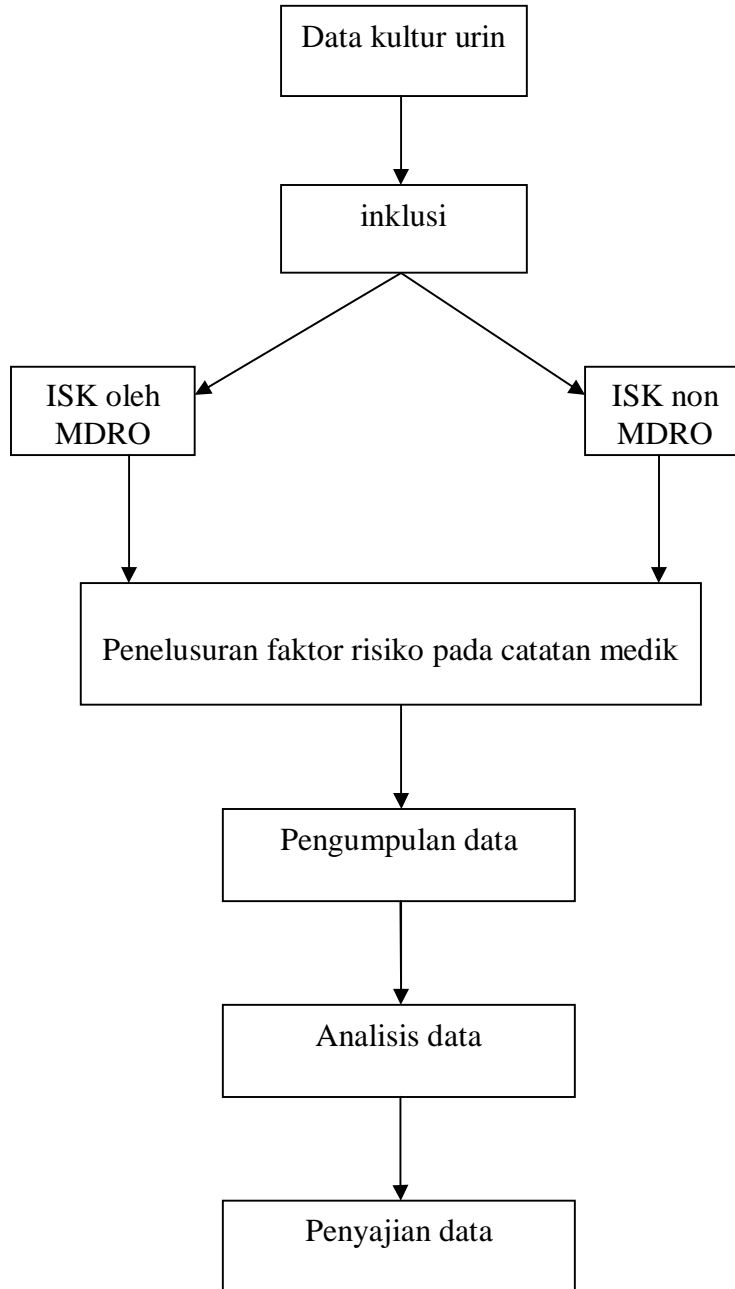 Data kultur urin
inklusi
ISK oleh
MDRO
ISK non
MDRO
Penelusuran faktor risiko pada catatan medik
Pengumpulan data
Analisis data
Penyajian data